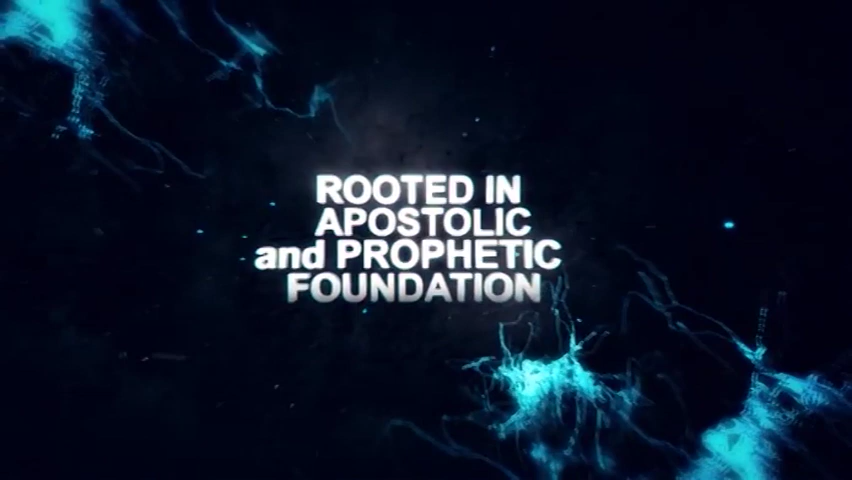 ROOTED IN
APOSTOLIC
and PROPHETIC
FOUNDATION